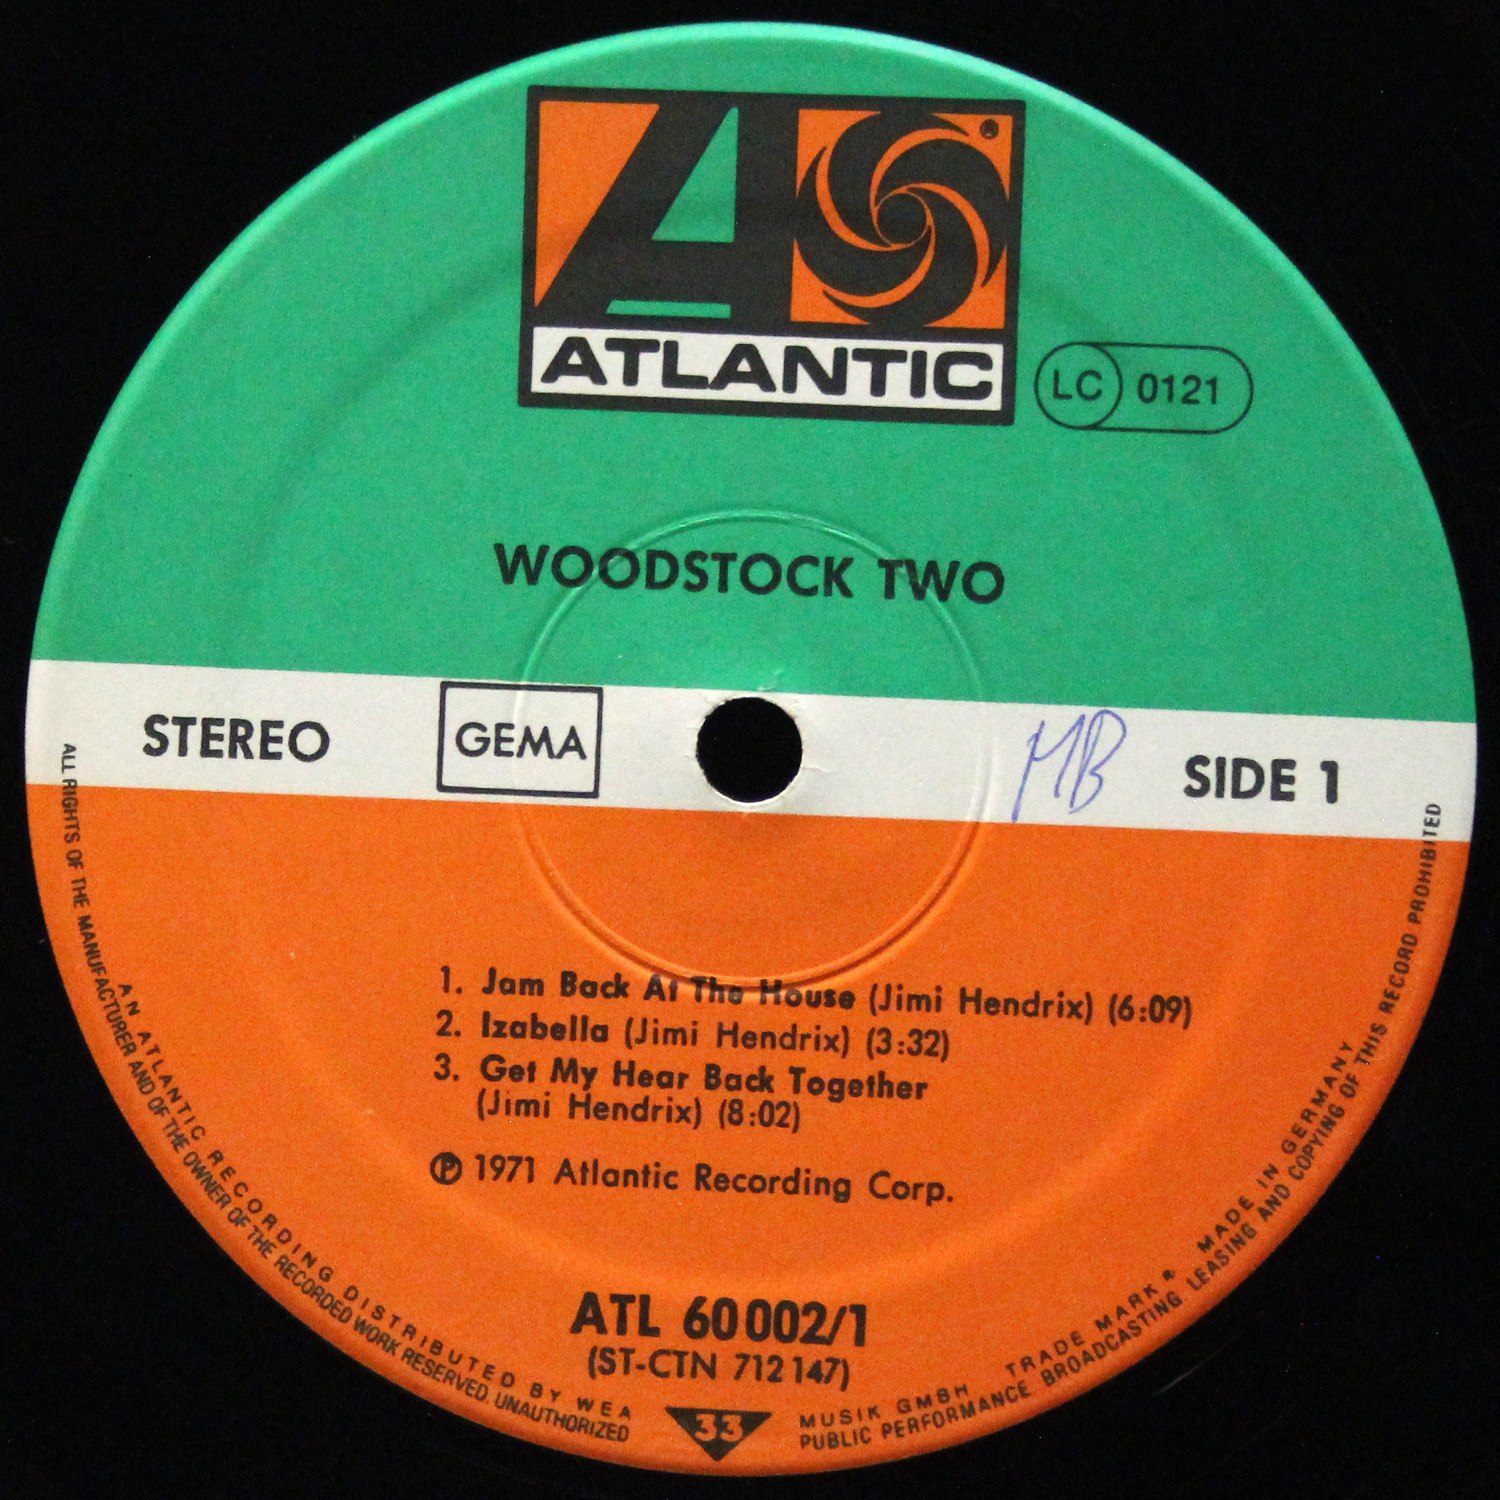 ATLANTIC
LC 0121
WOODSTOCK TWO
STEREO
GEMA
MB
SIDE 1
1. Jam Back At The House (Jimi Hendrix) (6:09)
2. Izabella (Jimi Hendrix) (3:32)
3. Get My Hear Back Together
(Jimi Hendrix) (8:02)
℗ 1971 Atlantic Recording Corp.
ATL 60 002/1
(ST-CTN 712 147)
33
AN ATLANTIC RECORDING DISTRIBUTED BY WEA MUSIK GMBH TRADE MARK ® MADE IN GERMANY
ALL RIGHTS OF THE MANUFACTURER AND OF THE OWNER OF THE RECORDED WORK RESERVED. UNAUTHORIZED PUBLIC PERFORMANCE BROADCASTING LEASING AND COPYING OF THIS RECORD PROHIBITED